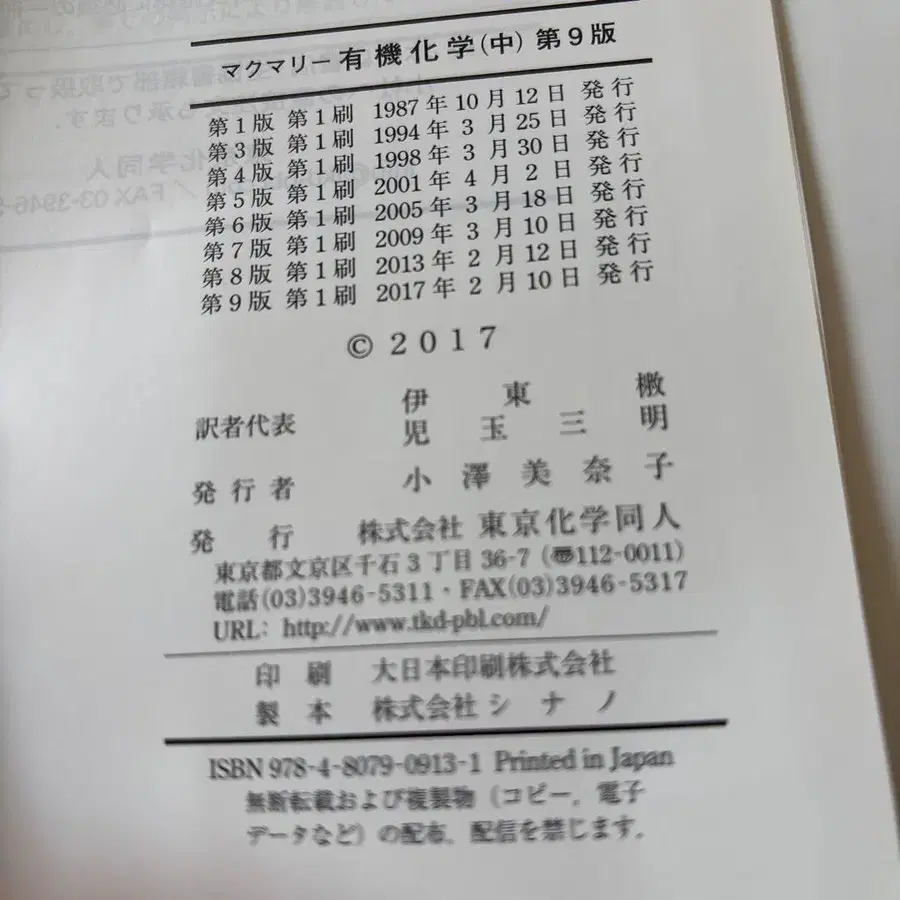 マクマリー 有機化学(中) 第9版
第1版 第1刷 1987年10月12日 発行
第3版 第1刷 1994年 3月25日 発行
第4版 第1刷 1998年 3月30日 発行
第5版 第1刷 2001年 4月 2日 発行
第6版 第1刷 2005年 3月18日 発行
第7版 第1刷 2009年 3月10日 発行
第8版 第1刷 2013年 2月12日 発行
第9版 第1刷 2017年 2月10日 発行
© 2017
訳者代表 伊東
児玉三明
発行者 小澤美奈子
発行 株式会社 東京化学同人
東京都文京区千石3丁目36-7 (〠112-0011)
電話(03)3946-5311・FAX(03)3946-5317
URL: http://www.tkd-pbl.com/
印刷 大日本印刷株式会社
製本 株式会社 シナノ
ISBN 978-4-8079-0913-1 Printed in Japan
無断転載および複製物(コピー,電子
データなど)の配布,配信を禁じます.